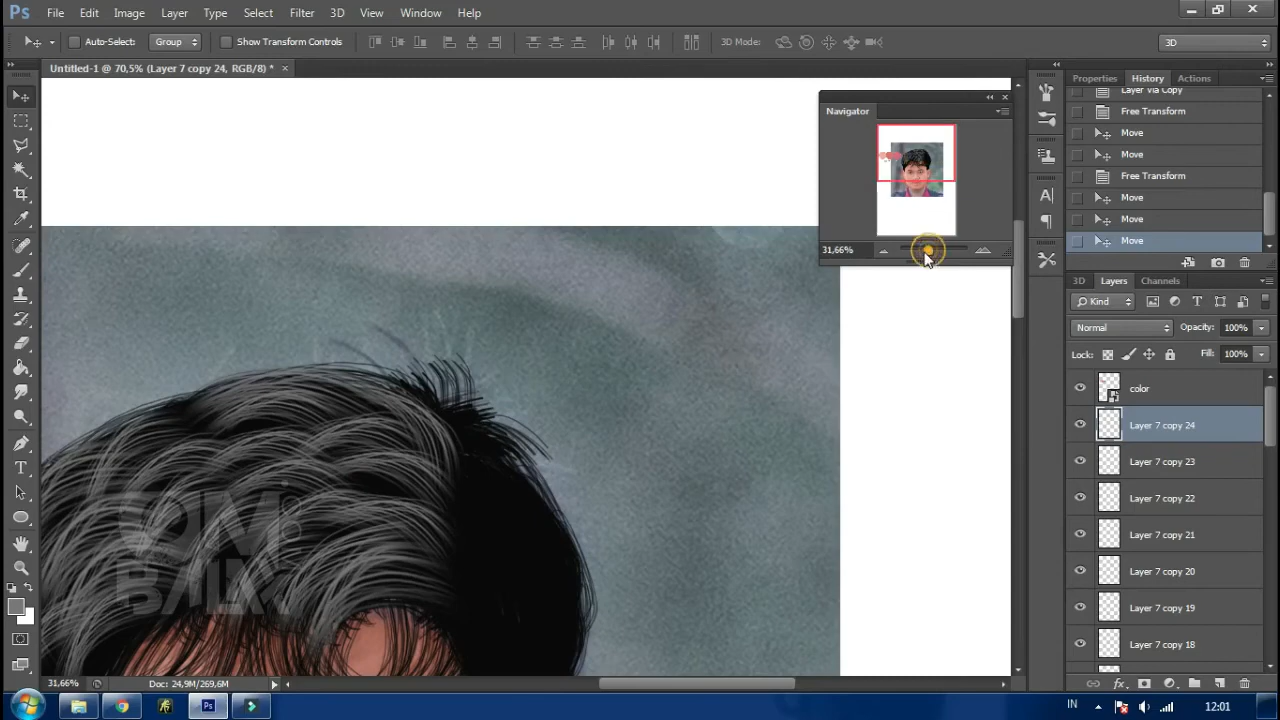 Ps File Edit Image Layer Type Select Filter 3D View Window Help
Auto-Select: Group Show Transform Controls 3D Mode: 3D
Untitled-1 @ 70,5% (Layer 7 copy 24, RGB/8) *
Properties History Actions
Layer Via Copy
Free Transform
Move
Move
Free Transform
Move
Move
Move
Navigator
31,66%
3D Layers Channels
Kind
Normal Opacity: 100%
Lock: Fill: 100%
color
Layer 7 copy 24
Layer 7 copy 23
Layer 7 copy 22
Layer 7 copy 21
Layer 7 copy 20
Layer 7 copy 19
Layer 7 copy 18
31,66% Doc: 24,9M/269,6M
Ps IN 12:01